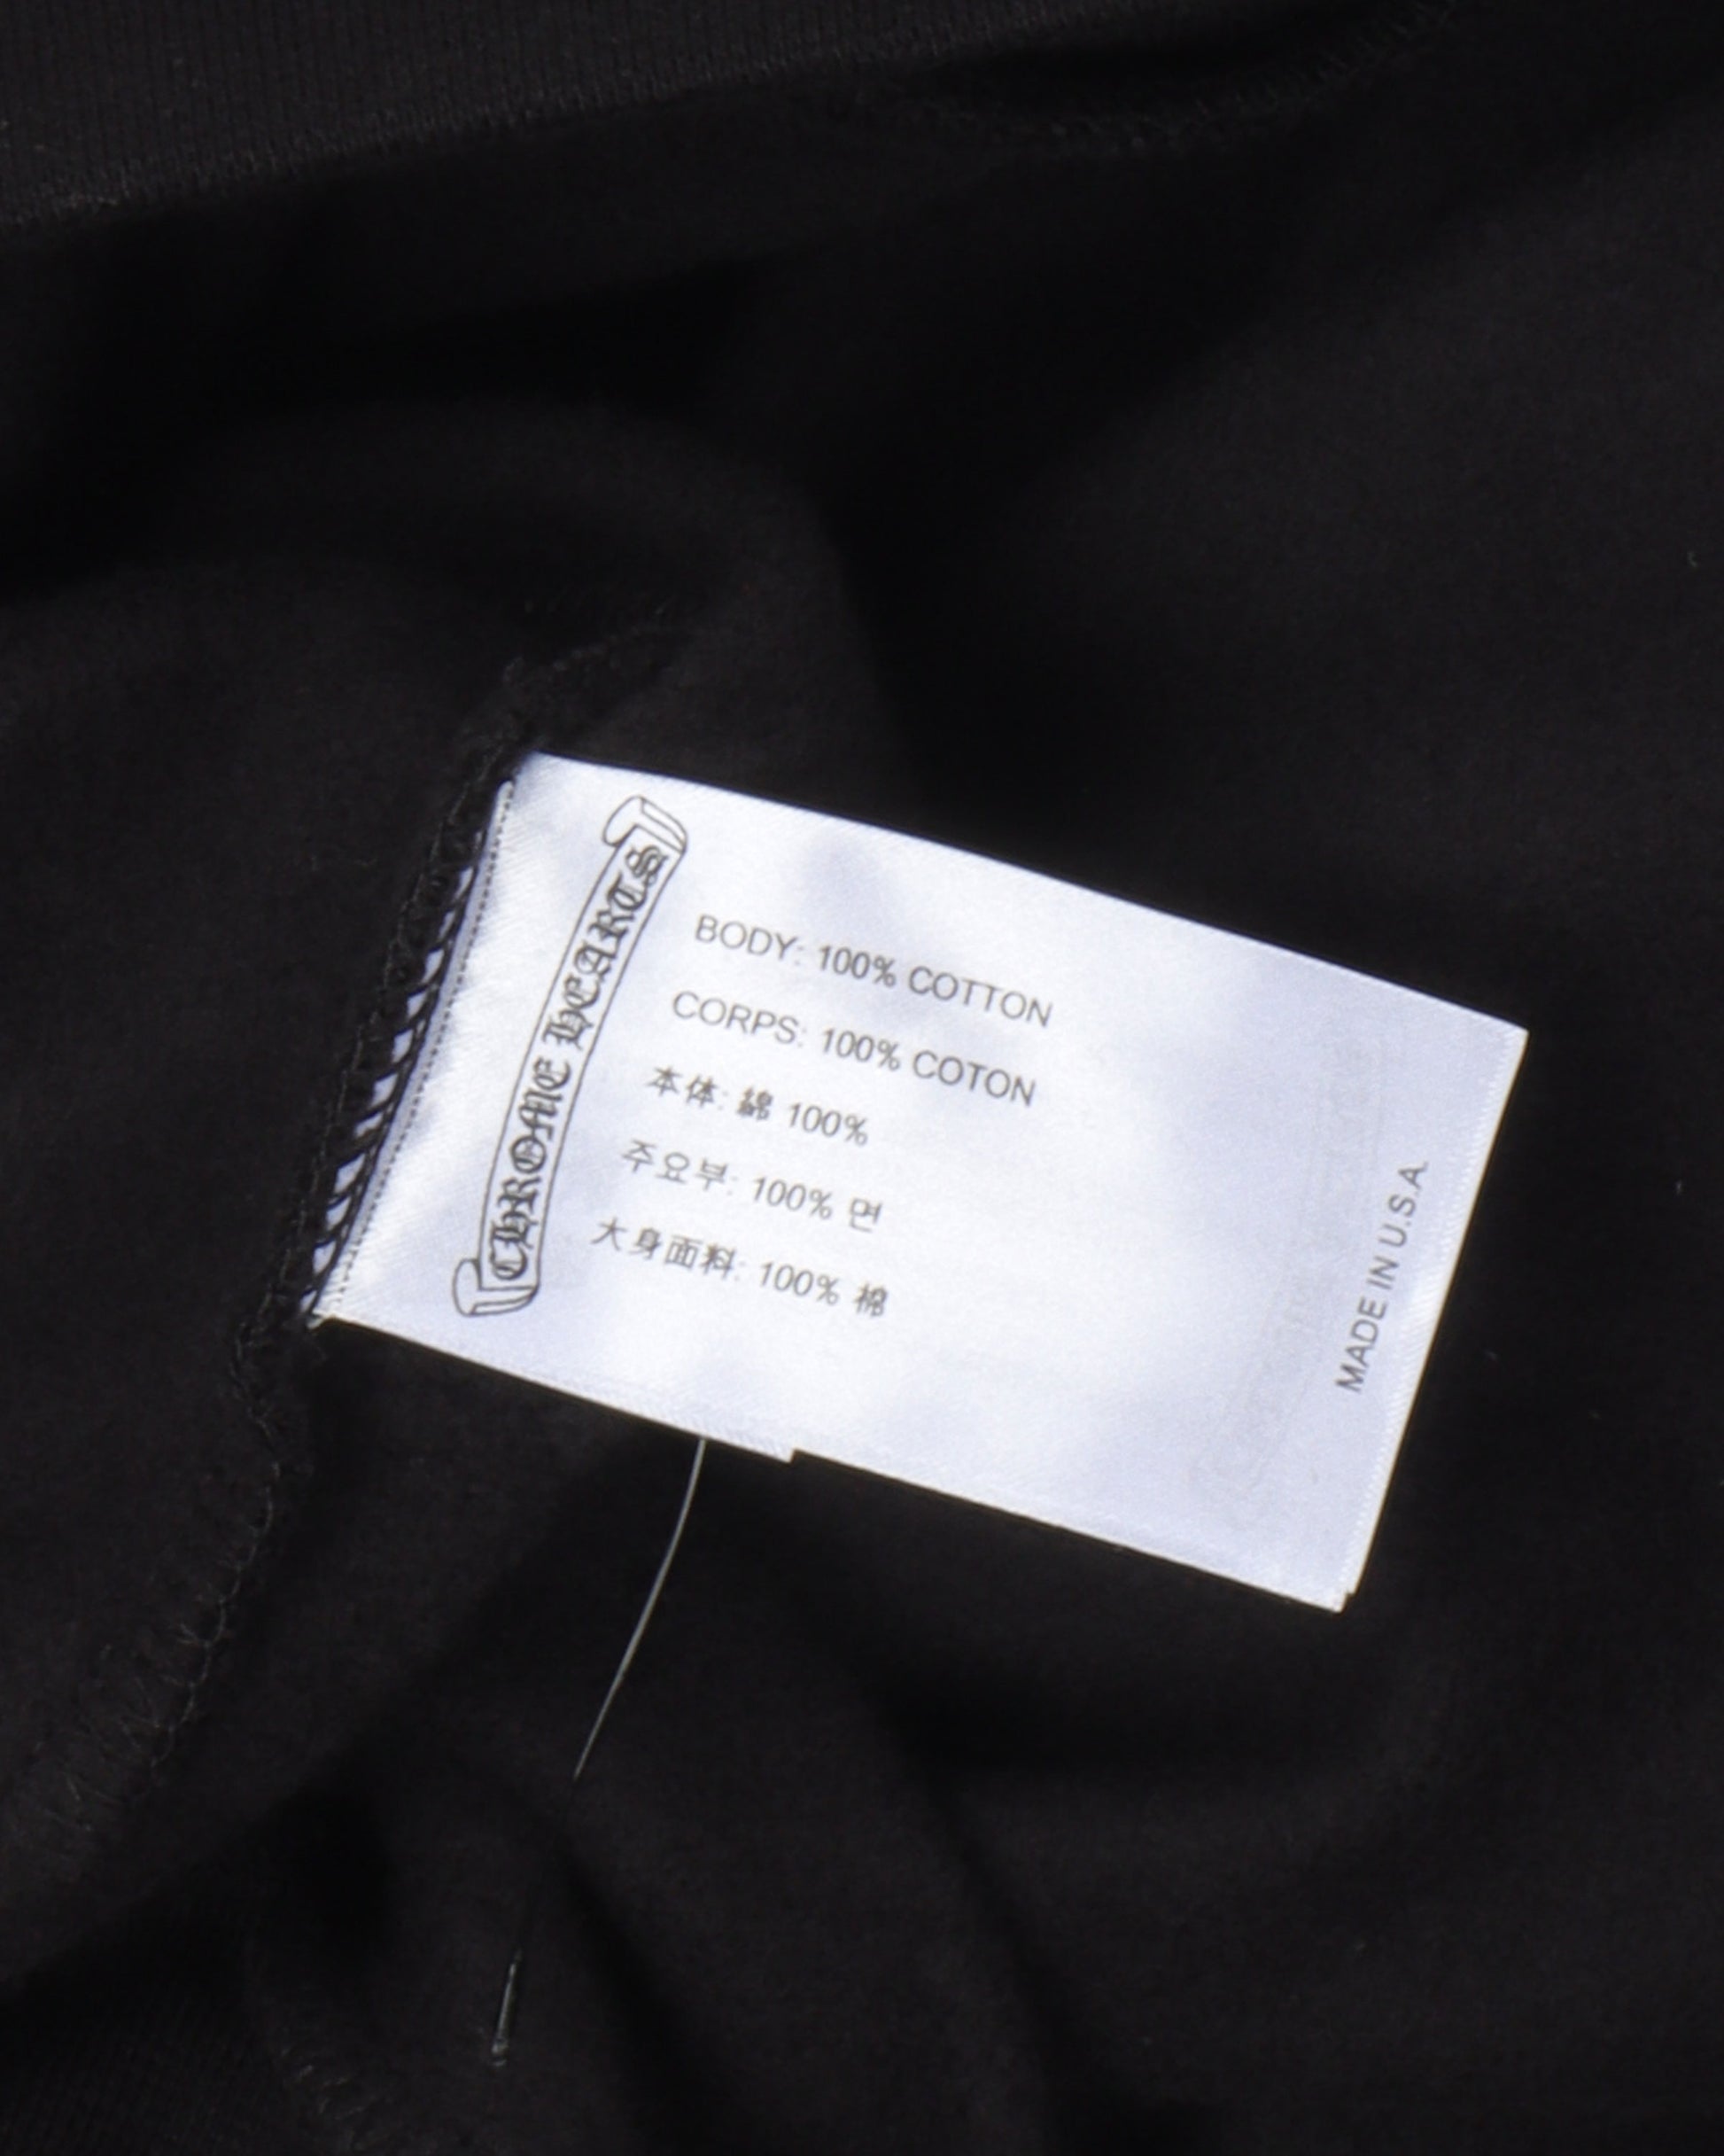 CHROME HEARTS
BODY: 100% COTTON
CORPS: 100% COTON
本体: 綿 100%
주요부: 100% 면
大身面料: 100% 棉
MADE IN U.S.A.